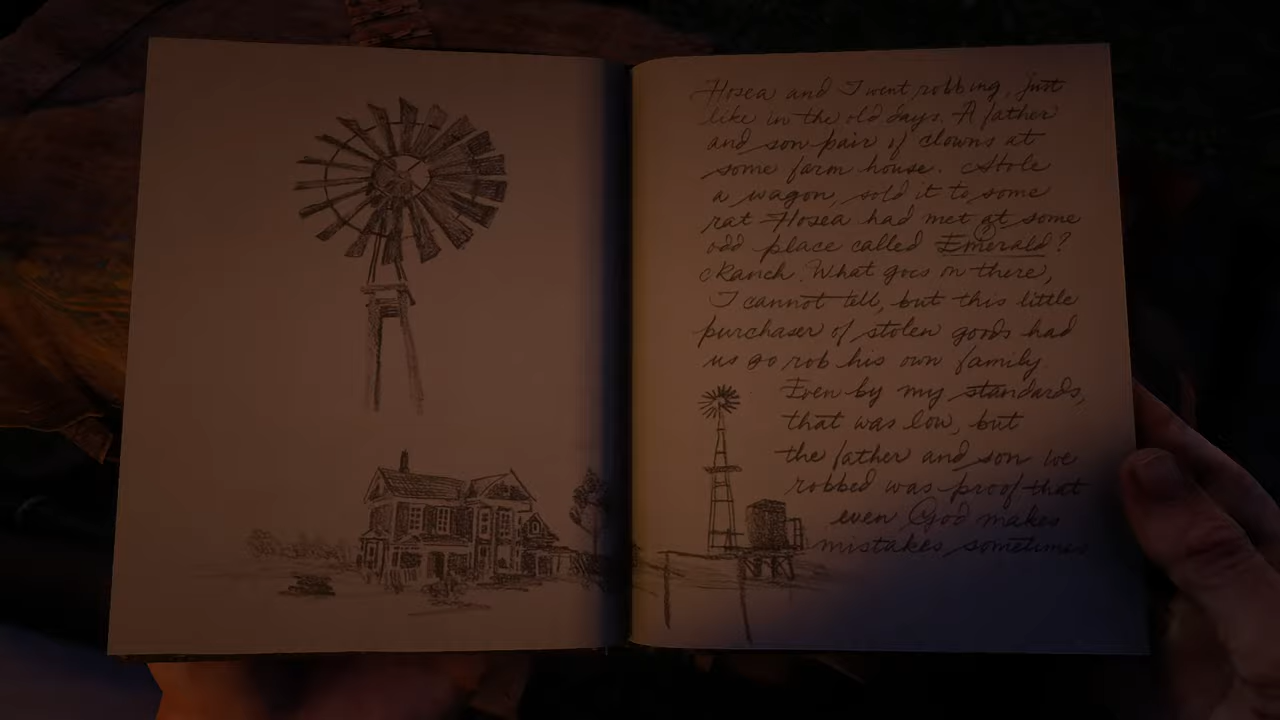 Hosea and I went robbing, just
like in the old days. A father
and son pair of clowns at
some farm house. Stole
a wagon, sold it to some
rat Hosea had met at some
odd place called Emerald?
Ranch. What goes on there,
I cannot tell, but this little
purchaser of stolen goods had
us go rob his own family.
Even by my standards,
that was low, but
the father and son we
robbed was proof that
even God makes
mistakes sometimes